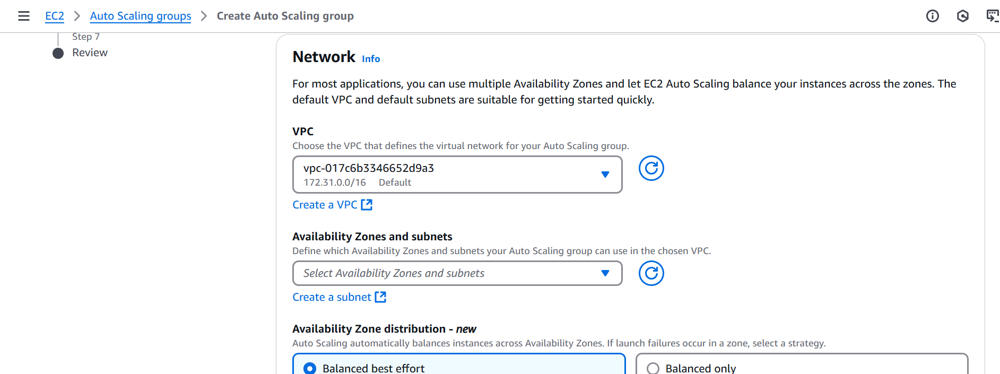 EC2 > Auto Scaling groups > Create Auto Scaling group
Step 7
Review
Network Info
For most applications, you can use multiple Availability Zones and let EC2 Auto Scaling balance your instances across the zones. The
default VPC and default subnets are suitable for getting started quickly.
VPC
Choose the VPC that defines the virtual network for your Auto Scaling group.
vpc-017c6b3346652d9a3
172.31.0.0/16 Default
Create a VPC
Availability Zones and subnets
Define which Availability Zones and subnets your Auto Scaling group can use in the chosen VPC.
Select Availability Zones and subnets
Create a subnet
Availability Zone distribution - new
Auto Scaling automatically balances instances across Availability Zones. If launch failures occur in a zone, select a strategy.
Balanced best effort
Balanced only